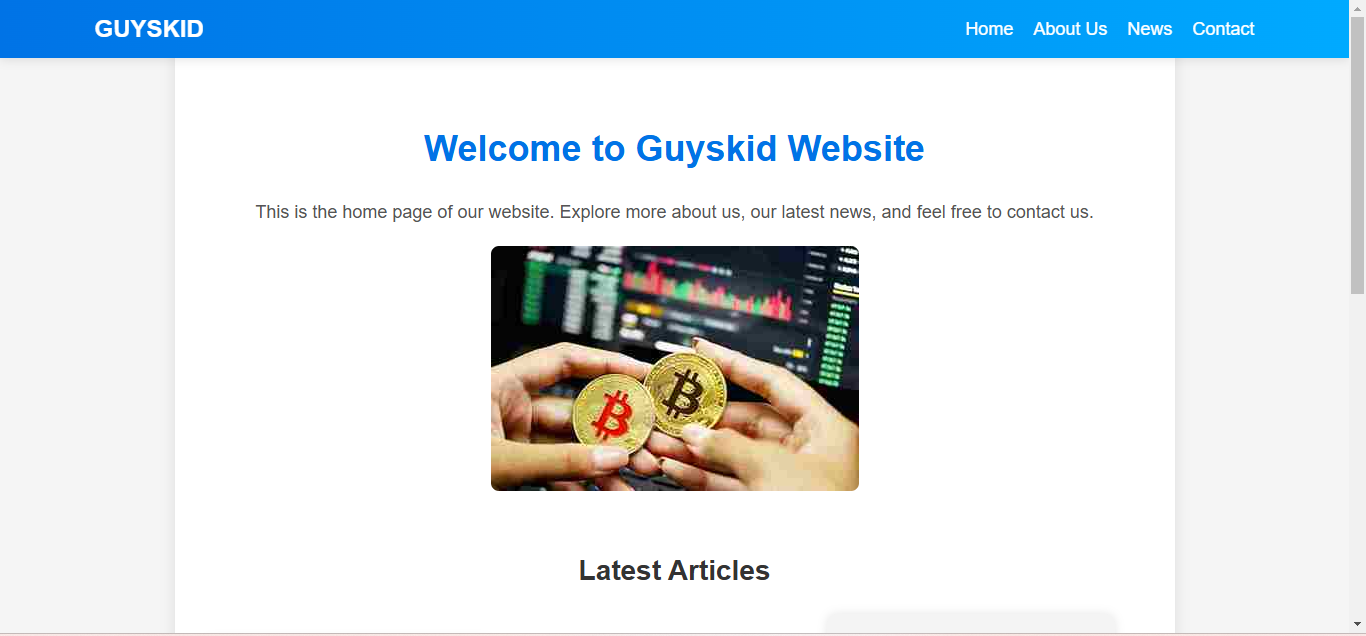 GUYSKID
Home About Us News Contact
Welcome to Guyskid Website
This is the home page of our website. Explore more about us, our latest news, and feel free to contact us.
Latest Articles